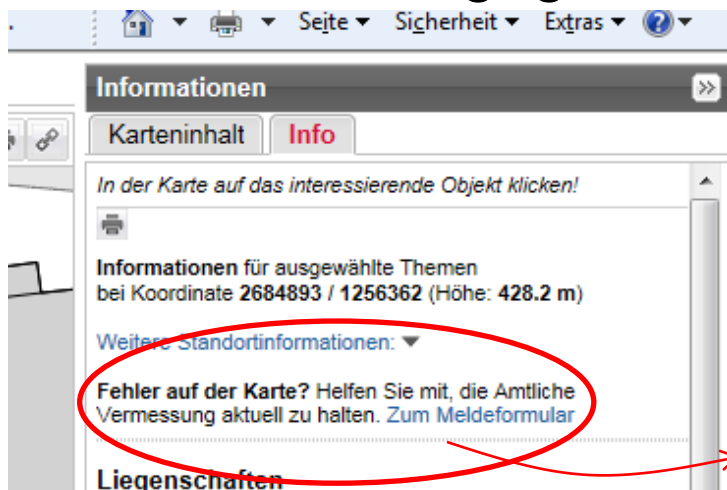 Seite Sicherheit Extras
Informationen
Karteninhalt Info
In der Karte auf das interessierende Objekt klicken!
Informationen für ausgewählte Themen
bei Koordinate 2684893 / 1256362 (Höhe: 428.2 m)
Weitere Standortinformationen:
Fehler auf der Karte? Helfen Sie mit, die Amtliche
Vermessung aktuell zu halten. Zum Meldeformular
Liegenschaften